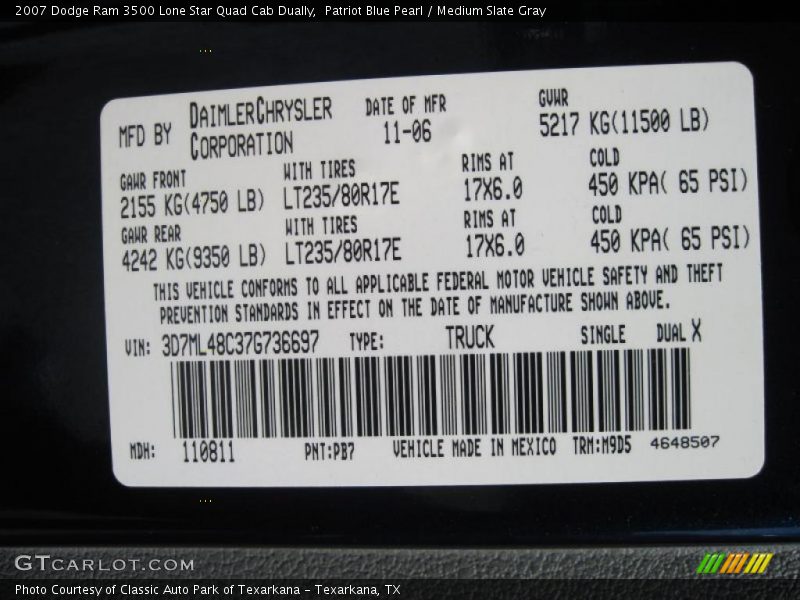 2007 Dodge Ram 3500 Lone Star Quad Cab Dually,  Patriot Blue Pearl / Medium Slate Gray
MFD BY DAIMLERCHRYSLER CORPORATION DATE OF MFR 11-06 GVWR 5217 KG(11500 LB)
GAWR FRONT WITH TIRES RIMS AT COLD
2155 KG(4750 LB) LT235/80R17E 17X6.0 450 KPA( 65 PSI)
GAWR REAR WITH TIRES RIMS AT COLD
4242 KG(9350 LB) LT235/80R17E 17X6.0 450 KPA( 65 PSI)
THIS VEHICLE CONFORMS TO ALL APPLICABLE FEDERAL MOTOR VEHICLE SAFETY AND THEFT
PREVENTION STANDARDS IN EFFECT ON THE DATE OF MANUFACTURE SHOWN ABOVE.
VIN: 3D7ML48C37G736697 TYPE: TRUCK SINGLE DUAL X
MDH: 110811 PNT:PB7 VEHICLE MADE IN MEXICO TRM:M9D5 4648507
GTCARLOT.COM
Photo Courtesy of Classic Auto Park of Texarkana - Texarkana, TX